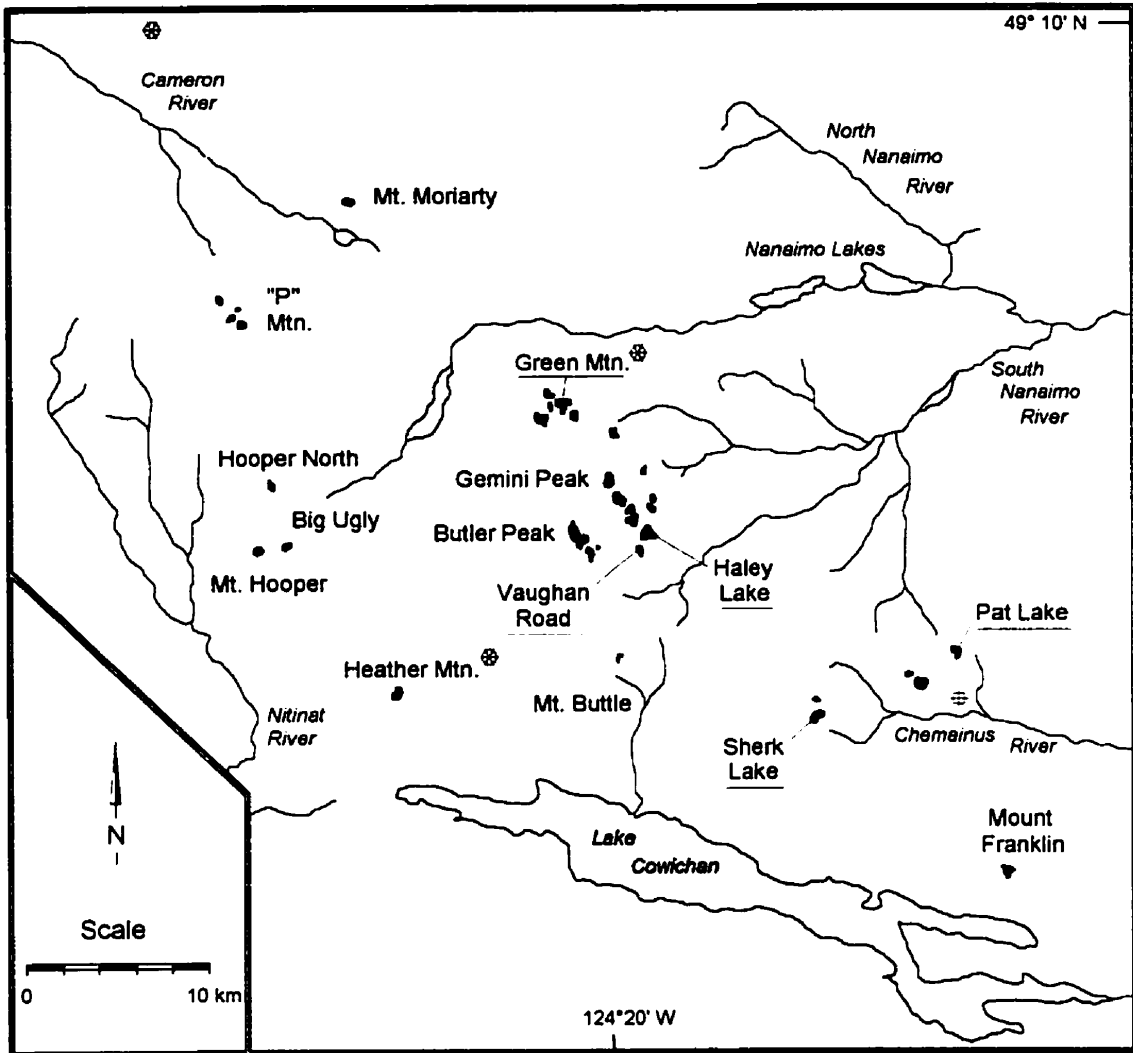 49° 10' N
Cameron
River
North
Nanaimo
River
Mt. Moriarty
Nanaimo Lakes
"P"
Mtn.
Green Mtn.
South
Nanaimo
River
Hooper North
Gemini Peak
Big Ugly
Butler Peak
Mt. Hooper
Vaughan
Road
Haley
Lake
Pat Lake
Heather Mtn.
Mt. Buttle
Nitinat
River
Chemainus River
Sherk
Lake
N
Mount
Franklin
Lake
Cowichan
Scale
0 10 km
124°20' W